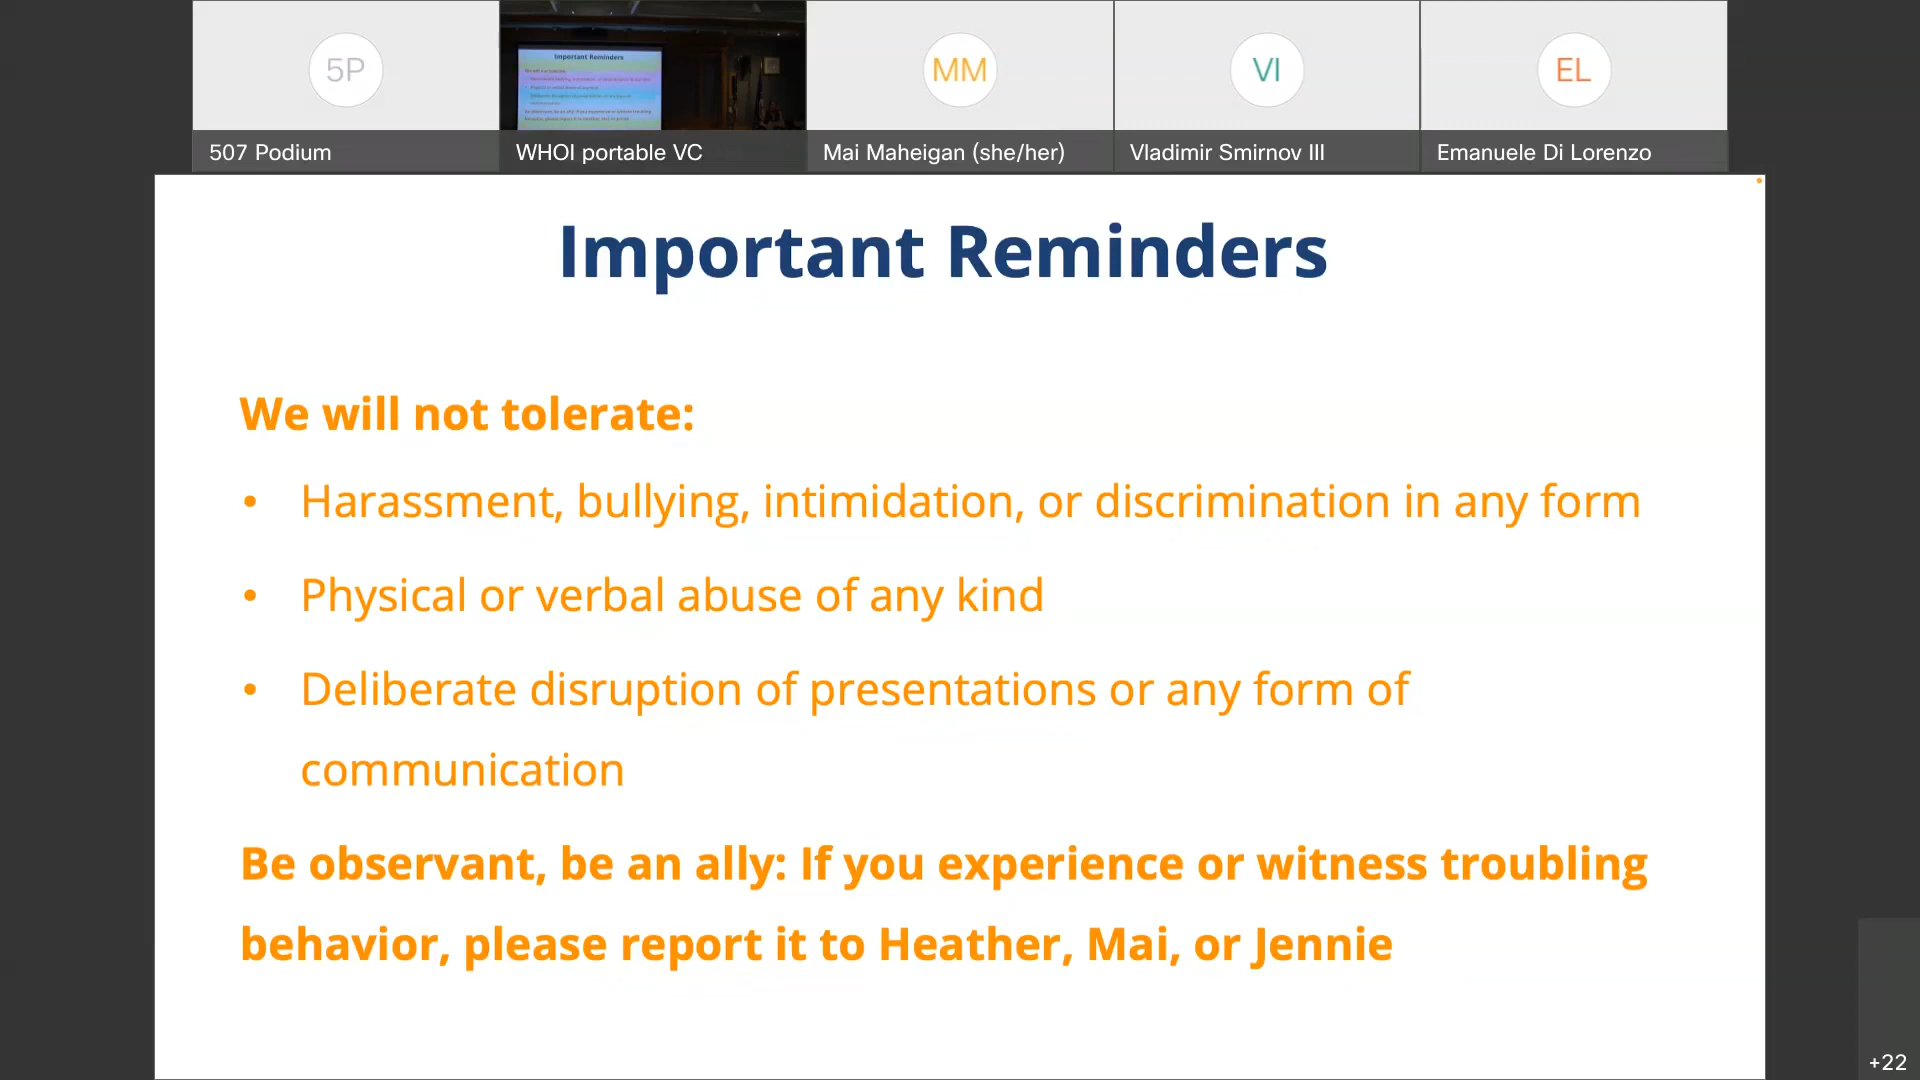 5P
MM
VI
EL
507 Podium
WHOI portable VC
Mai Maheigan (she/her)
Vladimir Smirnov III
Emanuele Di Lorenzo
Important Reminders
Important Reminders
We will not tolerate:
• Harassment, bullying, intimidation, or discrimination in any form
• Physical or verbal abuse of any kind
• Deliberate disruption of presentations or any form of
communication
Be observant, be an ally: If you experience or witness troubling
behavior, please report it to Heather, Mai, or Jennie
+22